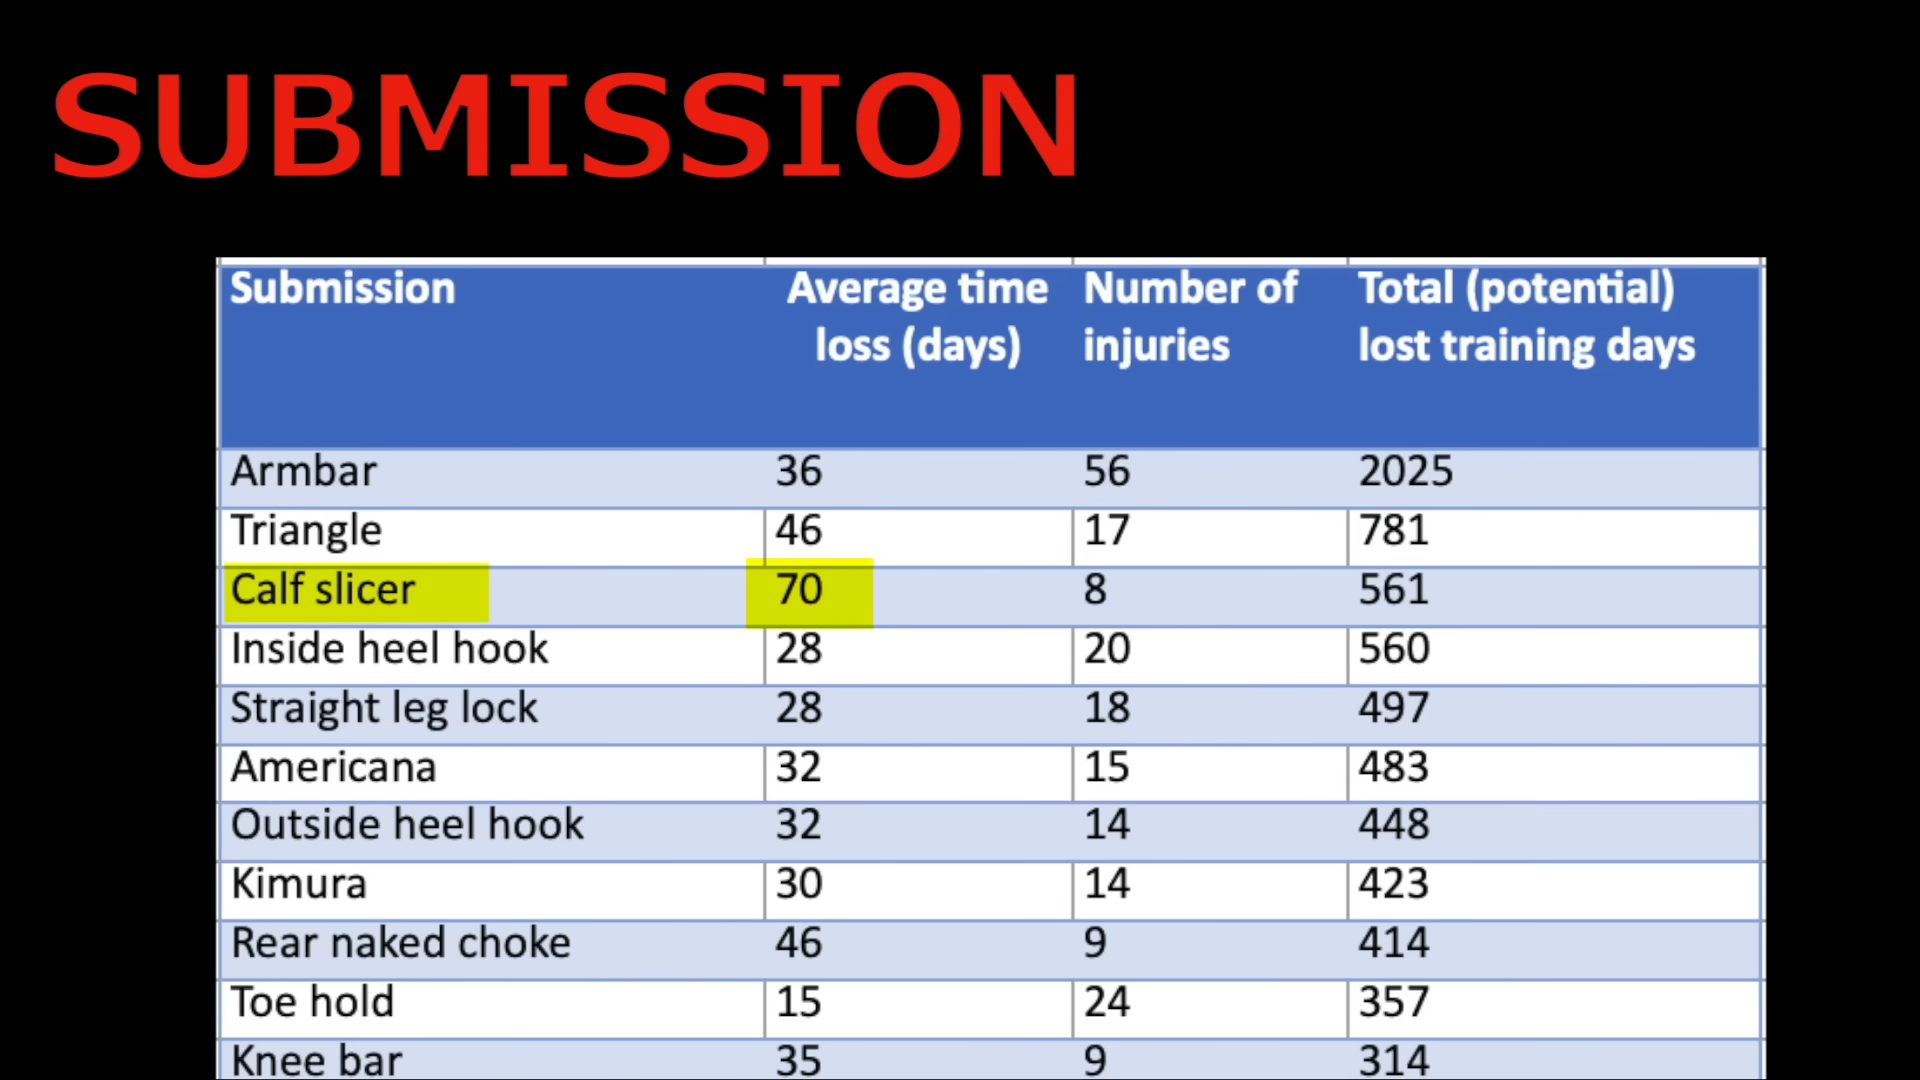 SUBMISSION
Submission Average time loss (days) Number of injuries Total (potential) lost training days
Armbar 36 56 2025
Triangle 46 17 781
Calf slicer 70 8 561
Inside heel hook 28 20 560
Straight leg lock 28 18 497
Americana 32 15 483
Outside heel hook 32 14 448
Kimura 30 14 423
Rear naked choke 46 9 414
Toe hold 15 24 357
Knee bar 35 9 314